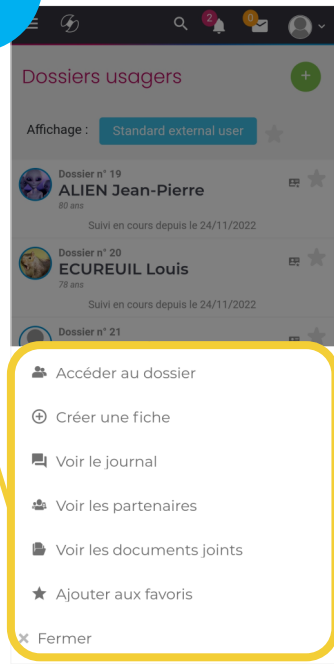 2
0
Dossiers usagers
+
Affichage : Standard external user
Dossier n° 19
ALIEN Jean-Pierre
80 ans
Suivi en cours depuis le 24/11/2022
Dossier n° 20
ECUREUIL Louis
78 ans
Suivi en cours depuis le 24/11/2022
Dossier n° 21
Accéder au dossier
Créer une fiche
Voir le journal
Voir les partenaires
Voir les documents joints
Ajouter aux favoris
Fermer